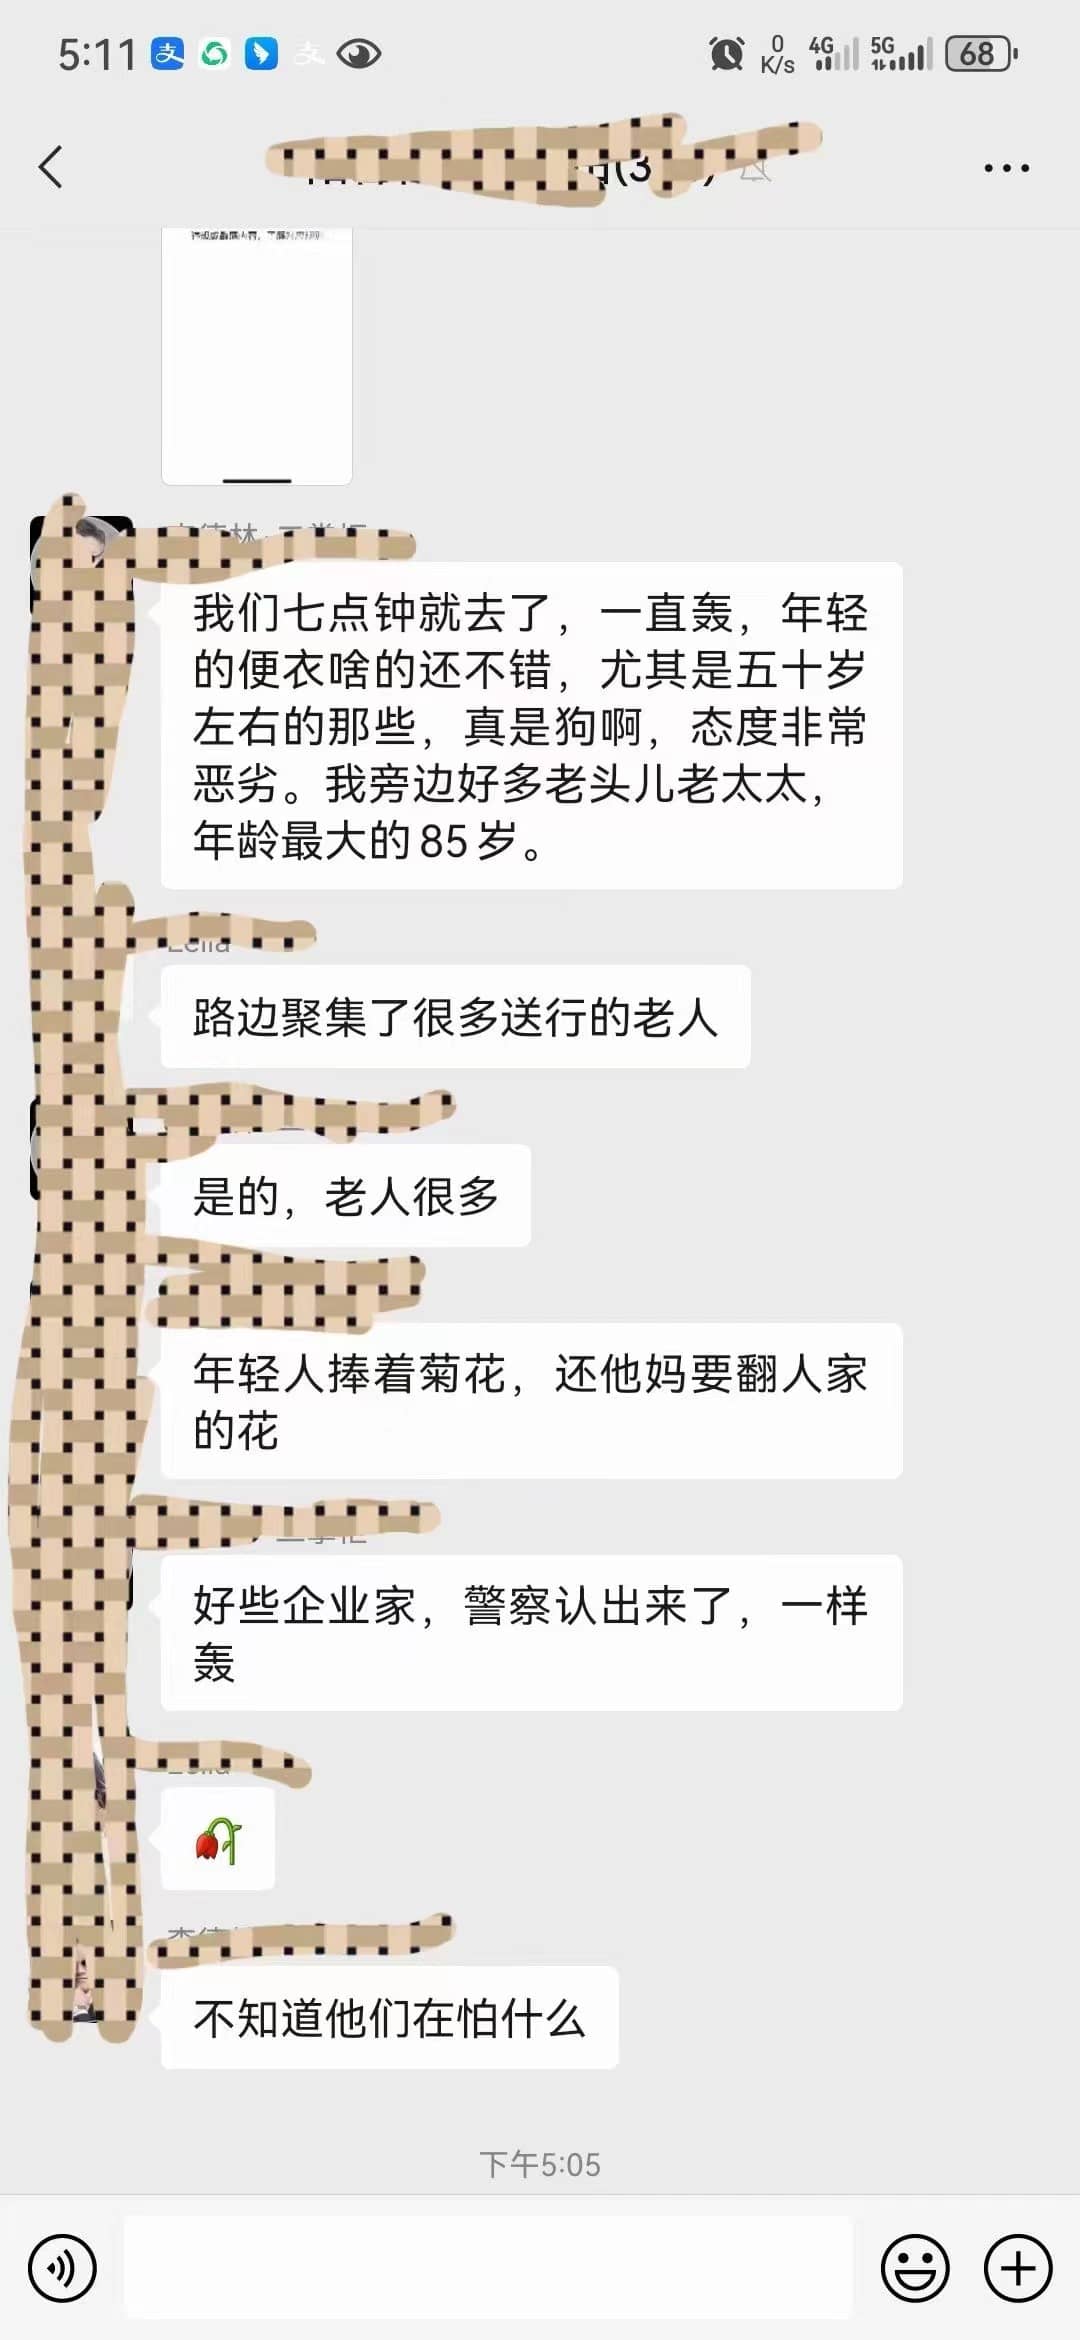 5:11
0
K/s
4G
5G
68
(3
我们七点钟就去了，一直轰，年轻
的便衣啥的还不错，尤其是五十岁
左右的那些，真是狗啊，态度非常
恶劣。我旁边好多老头儿老太太，
年龄最大的85岁。
路边聚集了很多送行的老人
是的，老人很多
年轻人捧着菊花，还他妈要翻人家
的花
好些企业家，警察认出来了，一样
轰
不知道他们在怕什么
下午5:05